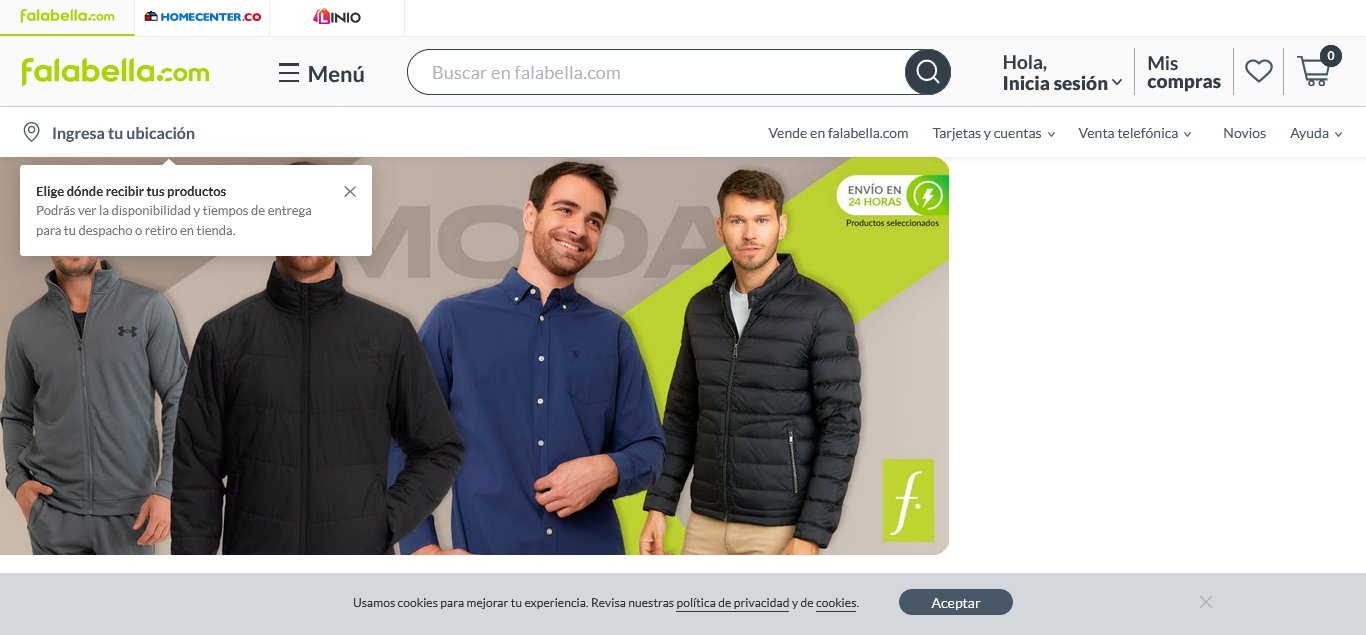 falabella.com
HOMECENTER.CO
LINIO
falabella.com
Menú
Buscar en falabella.com
Hola,
Inicia sesión
Mis
compras
0
Ingresa tu ubicación
Vende en falabella.com
Tarjetas y cuentas
Venta telefónica
Novios
Ayuda
Elige dónde recibir tus productos
Podrás ver la disponibilidad y tiempos de entrega
para tu despacho o retiro en tienda.
MODA
ENVÍO EN
24 HORAS
Productos seleccionados
f.
Usamos cookies para mejorar tu experiencia. Revisa nuestras política de privacidad y de cookies.
Aceptar